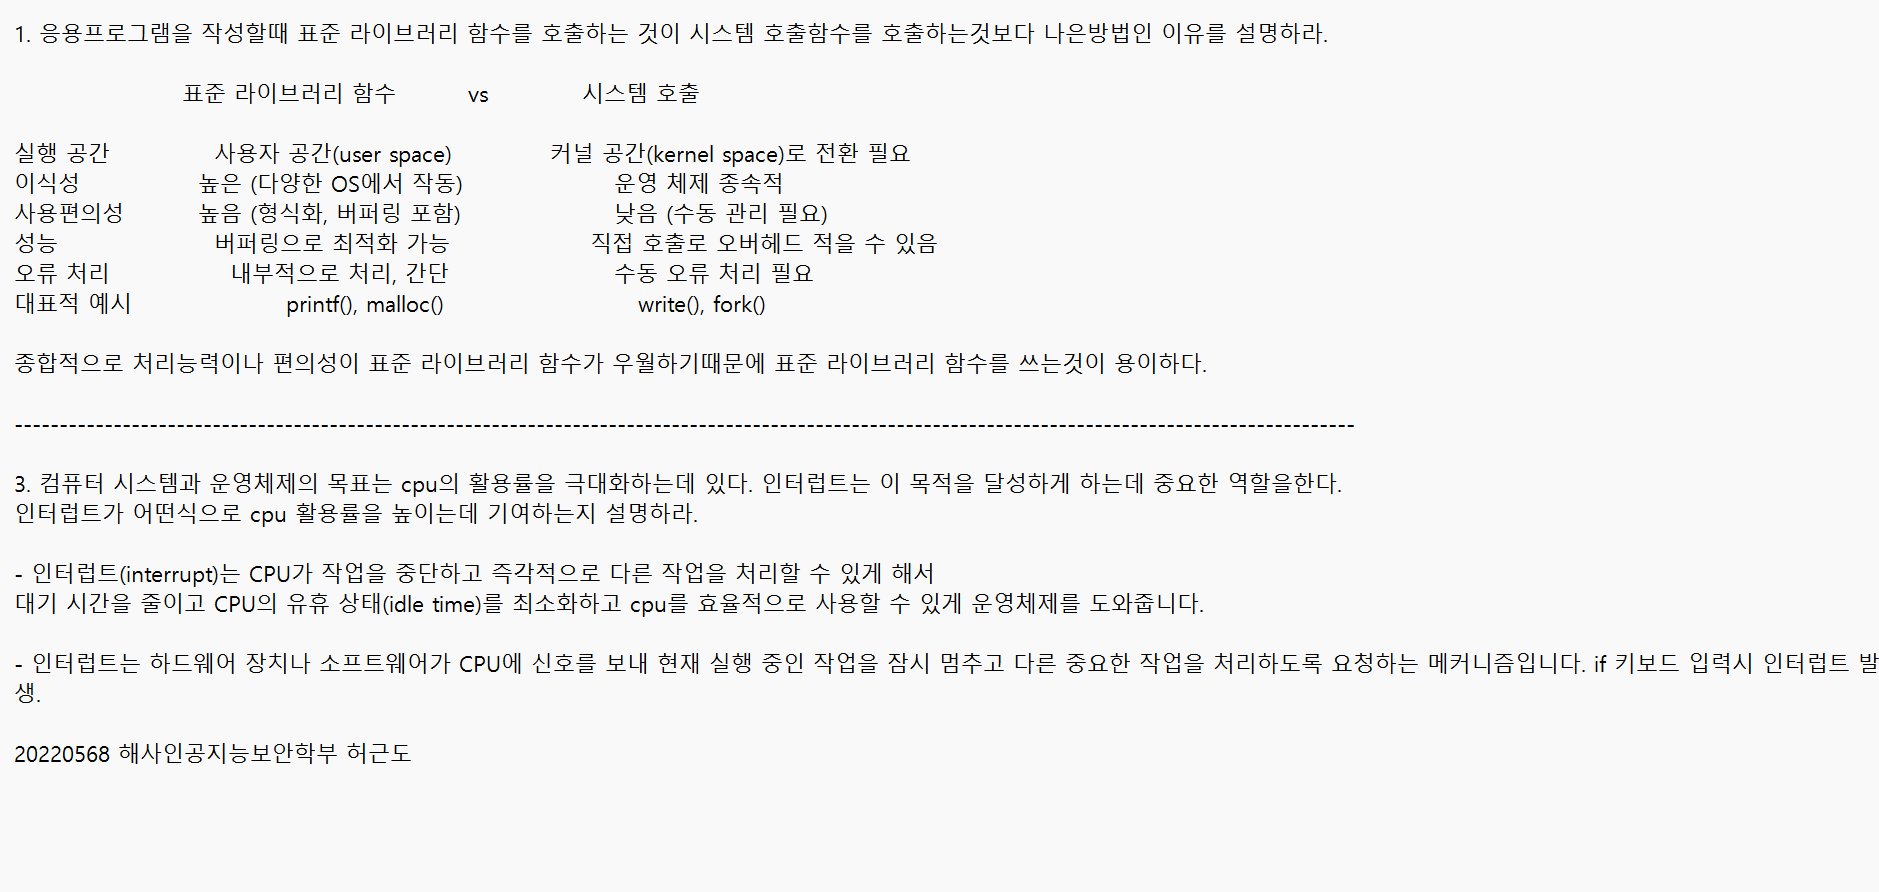 1. 응용프로그램을 작성할때 표준 라이브러리 함수를 호출하는 것이 시스템 호출함수를 호출하는것보다 나은방법인 이유를 설명하라.
표준 라이브러리 함수 vs 시스템 호출
실행 공간 사용자 공간(user space) 커널 공간(kernel space)로 전환 필요
이식성 높은 (다양한 OS에서 작동) 운영 체제 종속적
사용편의성 높음 (형식화, 버퍼링 포함) 낮음 (수동 관리 필요)
성능 버퍼링으로 최적화 가능 직접 호출로 오버헤드 적을 수 있음
오류 처리 내부적으로 처리, 간단 수동 오류 처리 필요
대표적 예시 printf(), malloc() write(), fork()
종합적으로 처리능력이나 편의성이 표준 라이브러리 함수가 우월하기때문에 표준 라이브러리 함수를 쓰는것이 용이하다.
-----------------------------------------------------------------------------------------------------------------------------------------------------
3. 컴퓨터 시스템과 운영체제의 목표는 cpu의 활용률을 극대화하는데 있다. 인터럽트는 이 목적을 달성하게 하는데 중요한 역할을한다.
인터럽트가 어떤식으로 cpu 활용률을 높이는데 기여하는지 설명하라.
- 인터럽트(interrupt)는 CPU가 작업을 중단하고 즉각적으로 다른 작업을 처리할 수 있게 해서
대기 시간을 줄이고 CPU의 유휴 상태(idle time)를 최소화하고 cpu를 효율적으로 사용할 수 있게 운영체제를 도와줍니다.
- 인터럽트는 하드웨어 장치나 소프트웨어가 CPU에 신호를 보내 현재 실행 중인 작업을 잠시 멈추고 다른 중요한 작업을 처리하도록 요청하는 메커니즘입니다. if 키보드 입력시 인터럽트 발
생.
20220568 해사인공지능보안학부 허근도